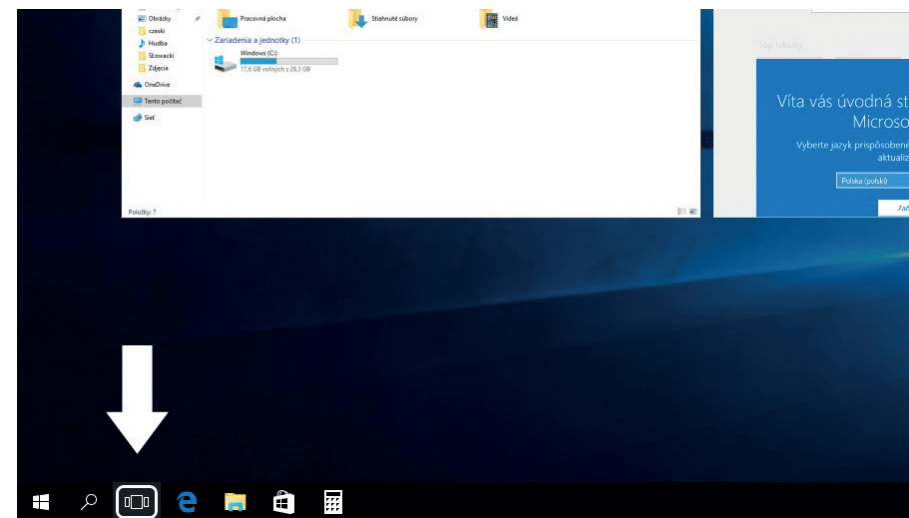 Obrázky
Pracovná plocha
Stiahnuté súbory
Videá
czeski
Hudba
Słowacki
Zdjęcia
OneDrive
Tento počítač
Sieť
Zariadenia a jednotky (1)
Windows (C:)
17,6 GB voľných z 28,3 GB
Položky: 7
Top lokality
Víta vás úvodná st
Microso
Vyberte jazyk prispôsobené
aktualiz
Polska (polski)
Zač